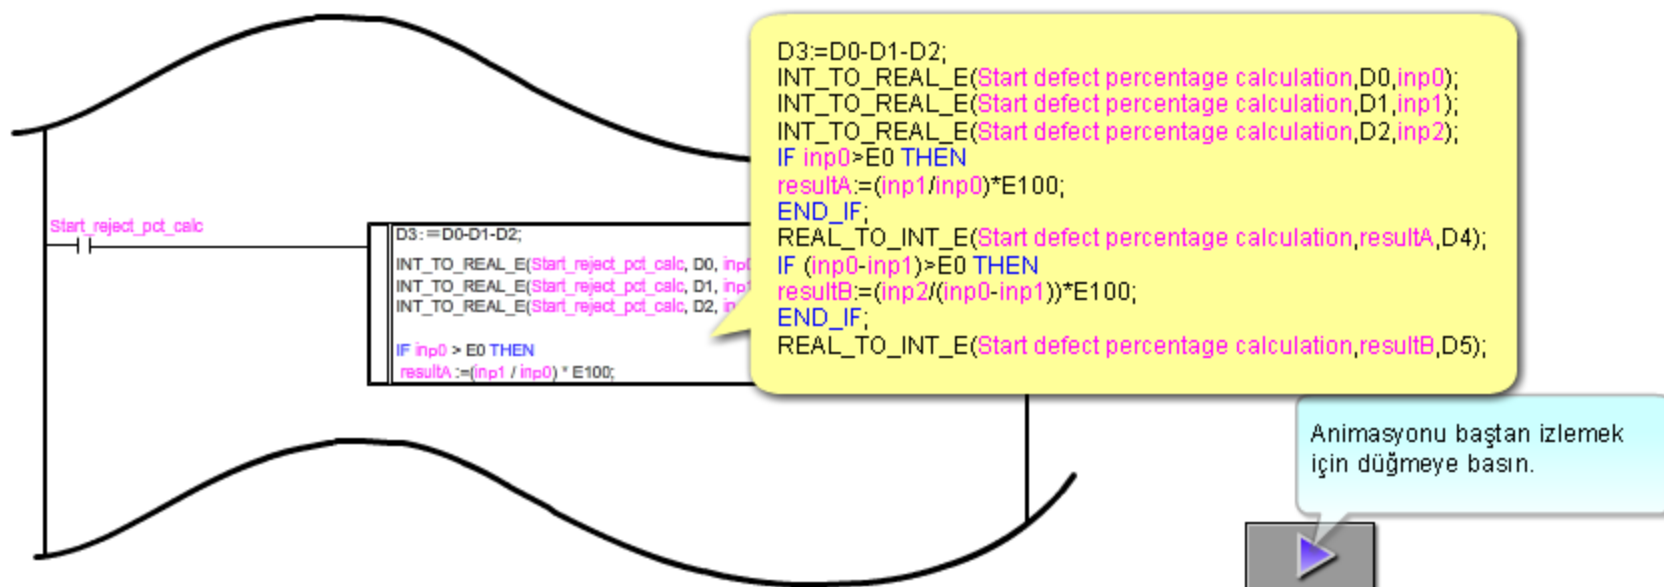 Start_reject_pct_calc
D3:=D0-D1-D2;
INT_TO_REAL_E(Start_reject_pct_calc, D0, inp0
INT_TO_REAL_E(Start_reject_pct_calc, D1, inp1
INT_TO_REAL_E(Start_reject_pct_calc, D2,
IF inp0 > E0 THEN
resultA :=(inp1 / inp0) * E100;
D3:=D0-D1-D2;
INT_TO_REAL_E(Start defect percentage calculation,D0,inp0);
INT_TO_REAL_E(Start defect percentage calculation,D1,inp1);
INT_TO_REAL_E(Start defect percentage calculation,D2,inp2);
IF inp0>E0 THEN
resultA:=(inp1/inp0)*E100;
END_IF;
REAL_TO_INT_E(Start defect percentage calculation,resultA,D4);
IF (inp0-inp1)>E0 THEN
resultB:=(inp2/(inp0-inp1))*E100;
END_IF;
REAL_TO_INT_E(Start defect percentage calculation,resultB,D5);
Animasyonu baştan izlemek
için düğmeye basın.